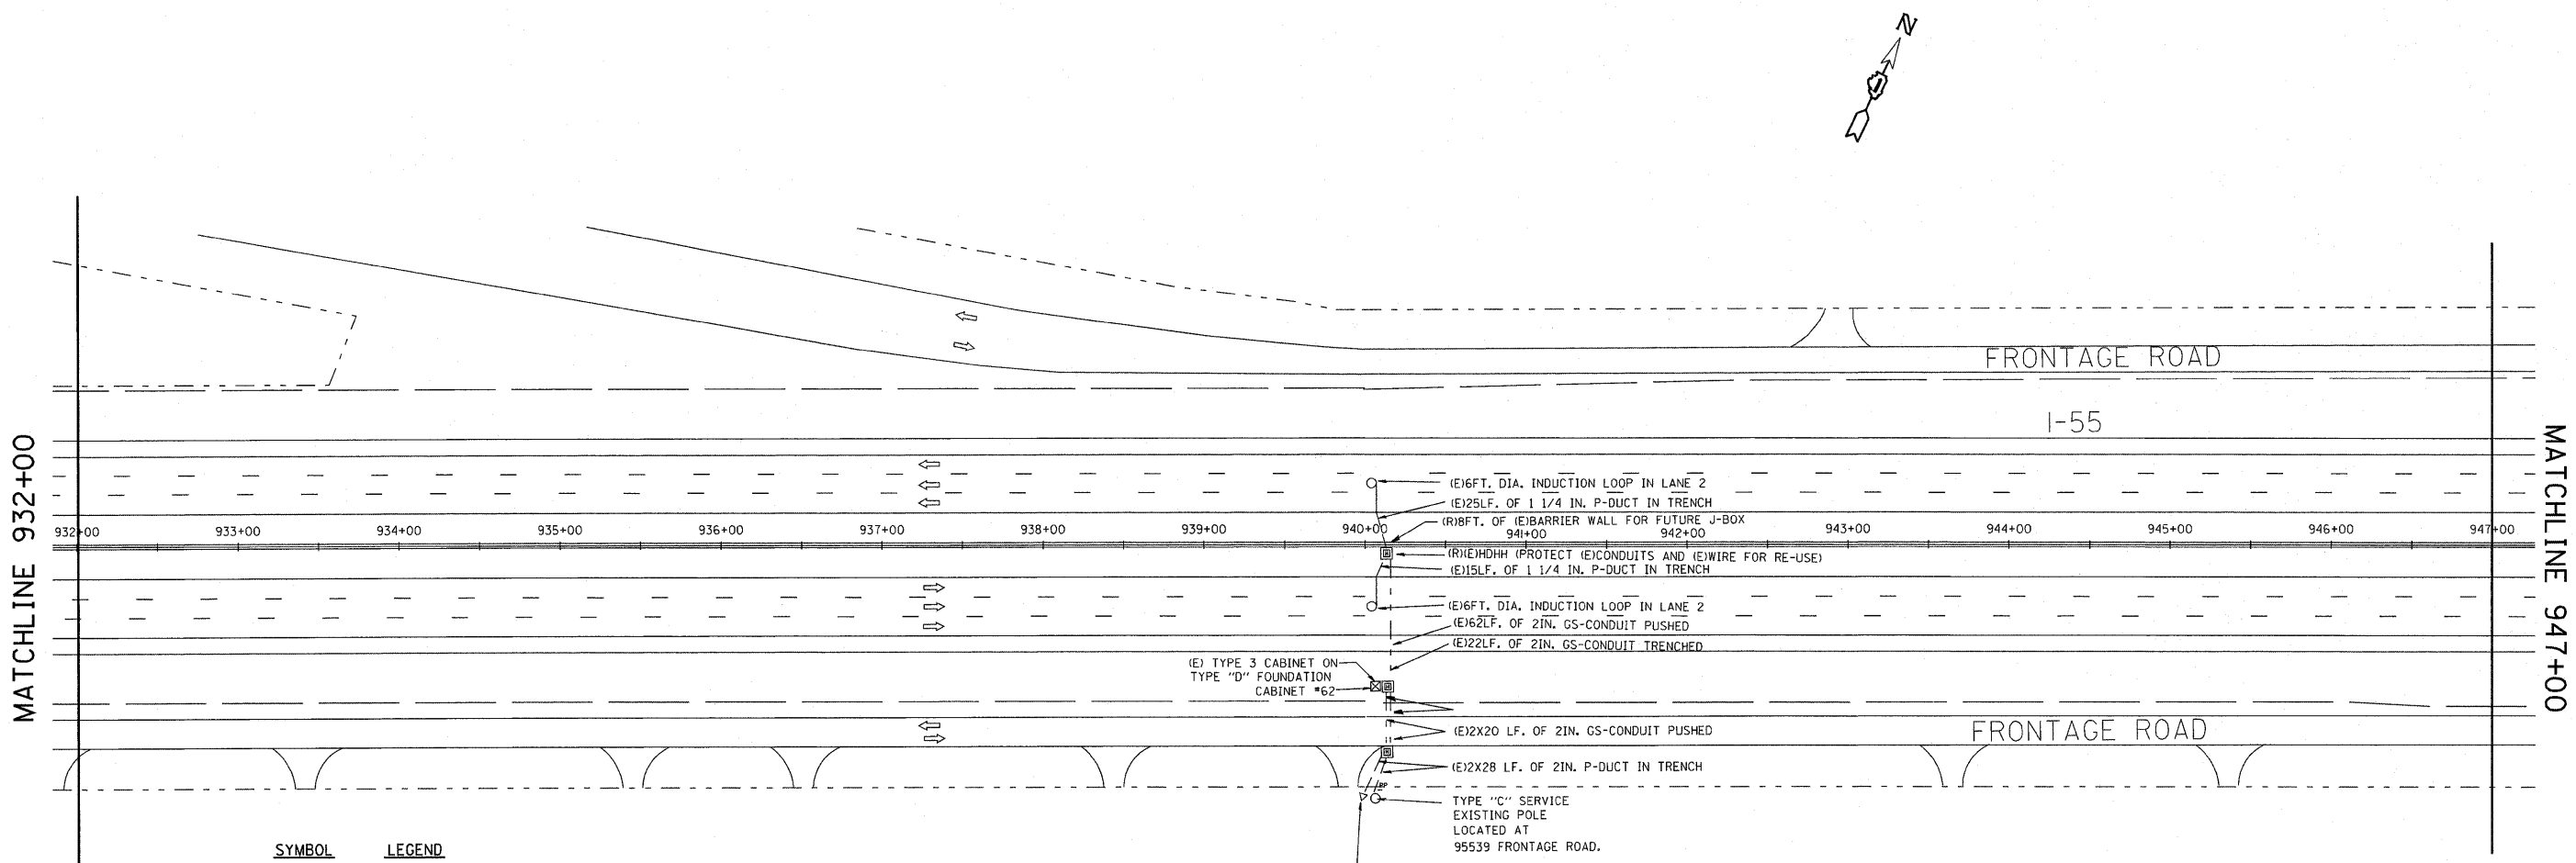 N
FRONTAGE ROAD
I-55
MATCHLINE 932+00
MATCHLINE 947+00
(E)6FT. DIA. INDUCTION LOOP IN LANE 2
(E)25LF. OF 1 1/4 IN. P-DUCT IN TRENCH
(R)8FT. OF (E)BARRIER WALL FOR FUTURE J-BOX
932+00 933+00 934+00 935+00 936+00 937+00 938+00 939+00 940+00 941+00 942+00 943+00 944+00 945+00 946+00 947+00
(R)(E)HDHH (PROTECT (E)CONDUITS AND (E)WIRE FOR RE-USE)
(E)15LF. OF 1 1/4 IN. P-DUCT IN TRENCH
(E)6FT. DIA. INDUCTION LOOP IN LANE 2
(E)62LF. OF 2IN. GS-CONDUIT PUSHED
(E)22LF. OF 2IN. GS-CONDUIT TRENCHED
(E) TYPE 3 CABINET ON
TYPE "D" FOUNDATION
CABINET #62
(E)2X20 LF. OF 2IN. GS-CONDUIT PUSHED
FRONTAGE ROAD
(E)2X28 LF. OF 2IN. P-DUCT IN TRENCH
TYPE "C" SERVICE
EXISTING POLE
LOCATED AT
95539 FRONTAGE ROAD.
SYMBOL LEGEND